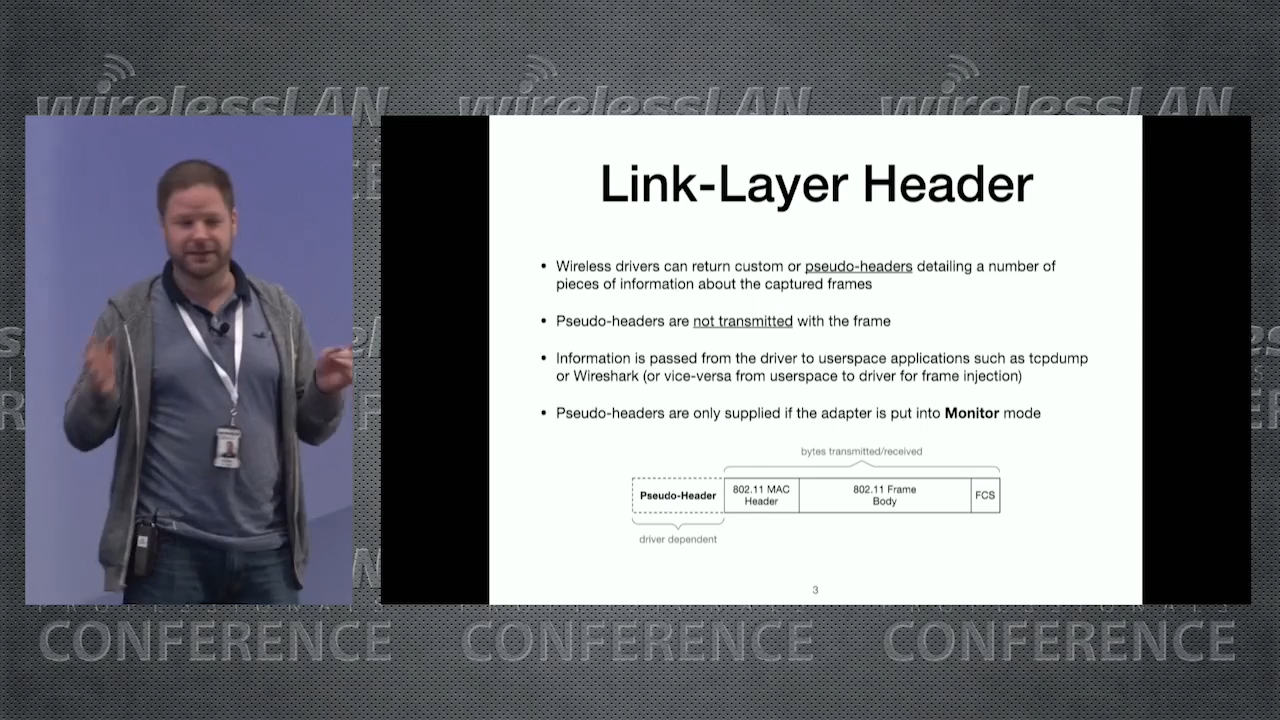 wirelessLAN wirelessLAN wirelessLAN
Link-Layer Header
• Wireless drivers can return custom or pseudo-headers detailing a number of
pieces of information about the captured frames
• Pseudo-headers are not transmitted with the frame
• Information is passed from the driver to userspace applications such as tcpdump
or Wireshark (or vice-versa from userspace to driver for frame injection)
• Pseudo-headers are only supplied if the adapter is put into Monitor mode
bytes transmitted/received
Pseudo-Header
802.11 MAC
Header
802.11 Frame
Body
FCS
driver dependent
3
CONFERENCE CONFERENCE CONFERENCE